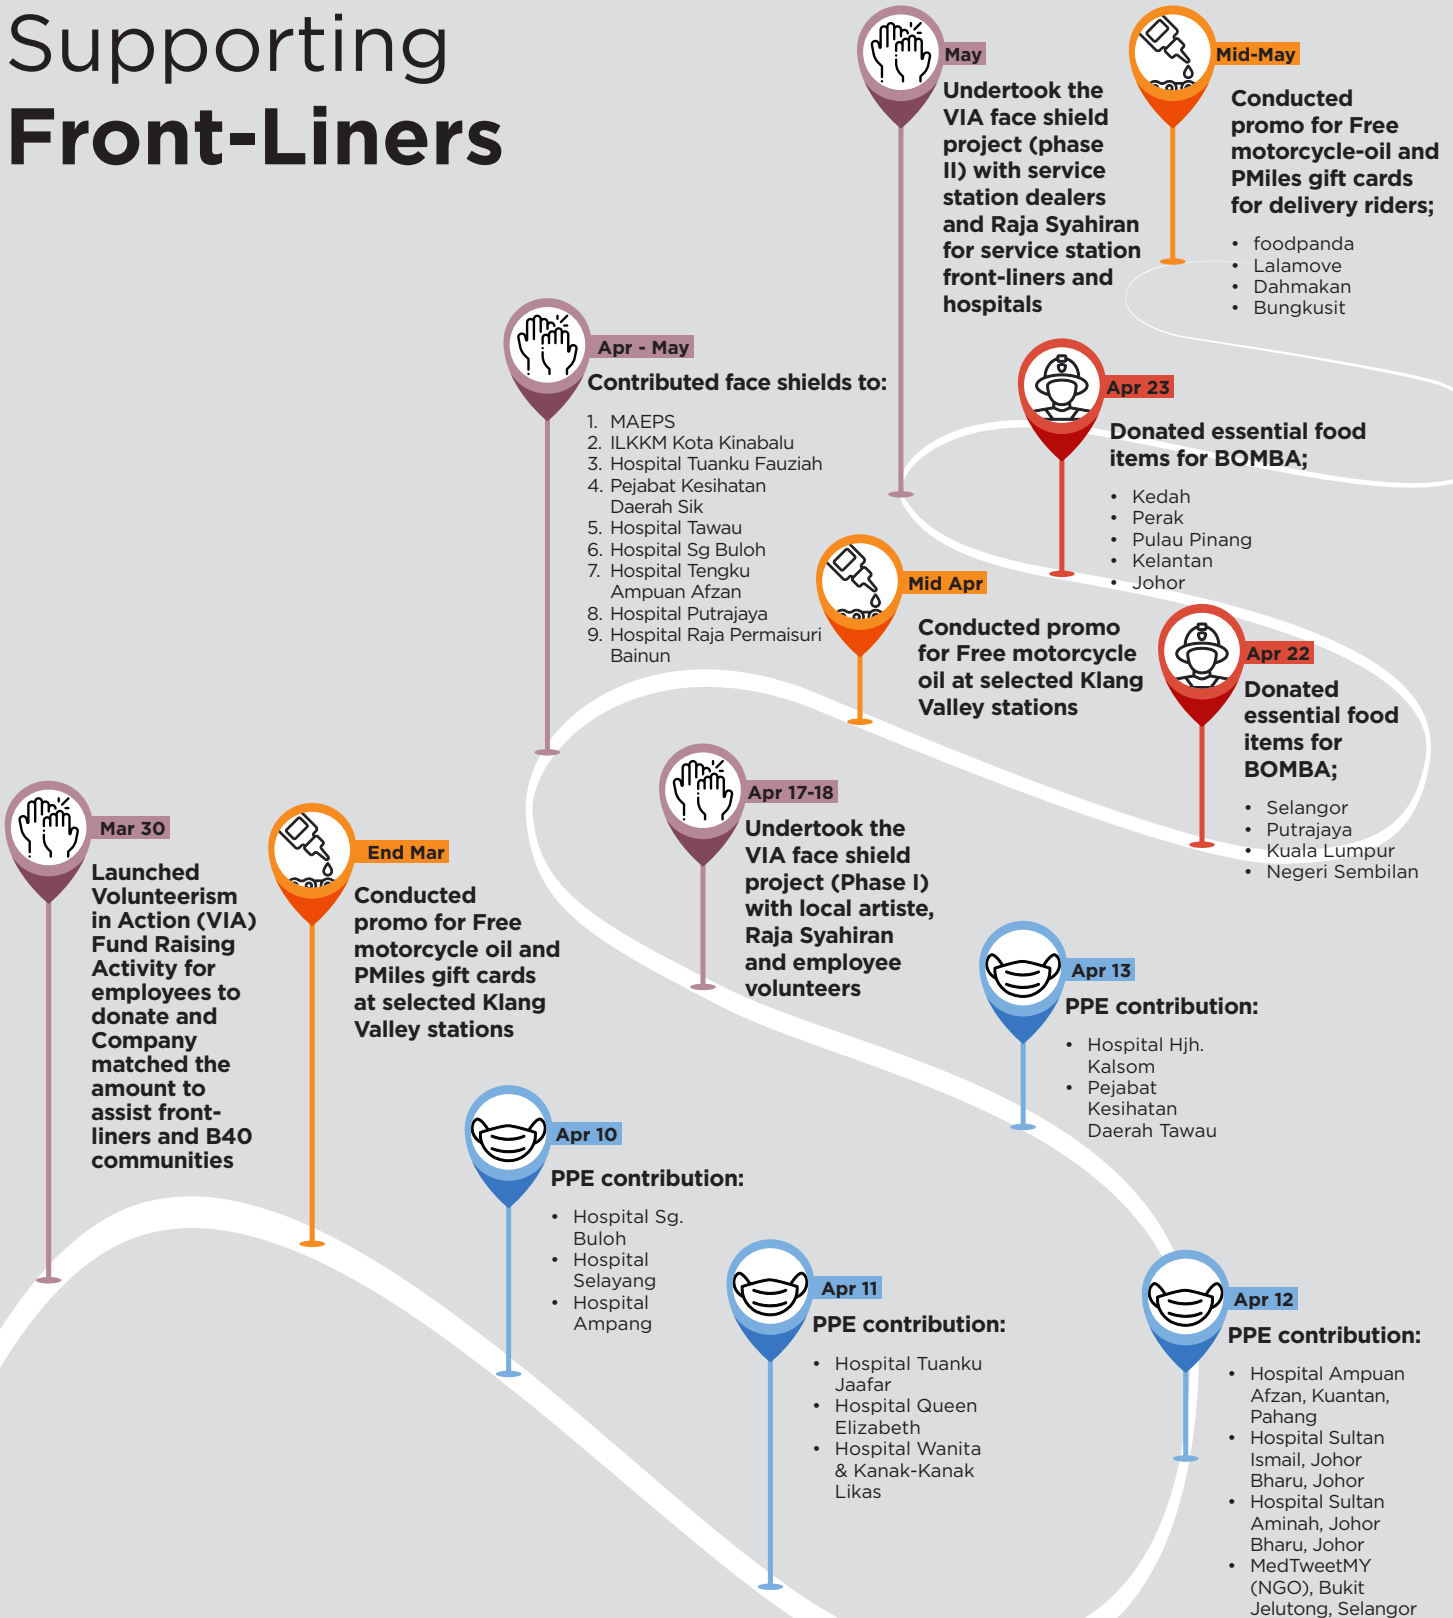 Supporting
Front-Liners
Mar 30
Launched
Volunteerism
in Action (VIA)
Fund Raising
Activity for
employees to
donate and
Company
matched the
amount to
assist front-
liners and B40
communities
End Mar
Conducted
promo for Free
motorcycle oil and
PMiles gift cards
at selected Klang
Valley stations
Apr 10
PPE contribution:
• Hospital Sg.
Buloh
• Hospital
Selayang
• Hospital
Ampang
Apr 11
PPE contribution:
• Hospital Tuanku
Jaafar
• Hospital Queen
Elizabeth
• Hospital Wanita
& Kanak-Kanak
Likas
Apr 12
PPE contribution:
• Hospital Ampuan
Afzan, Kuantan,
Pahang
• Hospital Sultan
Ismail, Johor
Bharu, Johor
• Hospital Sultan
Aminah, Johor
Bharu, Johor
• MedTweetMY
(NGO), Bukit
Jelutong, Selangor
Apr 13
PPE contribution:
• Hospital Hjh.
Kalsom
• Pejabat
Kesihatan
Daerah Tawau
Apr 17-18
Undertook the
VIA face shield
project (Phase I)
with local artiste,
Raja Syahiran
and employee
volunteers
Apr - May
Contributed face shields to:
1. MAEPS
2. ILKKM Kota Kinabalu
3. Hospital Tuanku Fauziah
4. Pejabat Kesihatan
Daerah Sik
5. Hospital Tawau
6. Hospital Sg Buloh
7. Hospital Tengku
Ampuan Afzan
8. Hospital Putrajaya
9. Hospital Raja Permaisuri
Bainun
Mid Apr
Conducted promo
for Free motorcycle
oil at selected Klang
Valley stations
Apr 22
Donated
essential food
items for
BOMBA;
• Selangor
• Putrajaya
• Kuala Lumpur
• Negeri Sembilan
Apr 23
Donated essential food
items for BOMBA;
• Kedah
• Perak
• Pulau Pinang
• Kelantan
• Johor
May
Undertook the
VIA face shield
project (phase
II) with service
station dealers
and Raja Syahiran
for service station
front-liners and
hospitals
Mid-May
Conducted
promo for Free
motorcycle-oil and
PMiles gift cards
for delivery riders;
• foodpanda
• Lalamove
• Dahmakan
• Bungkusit